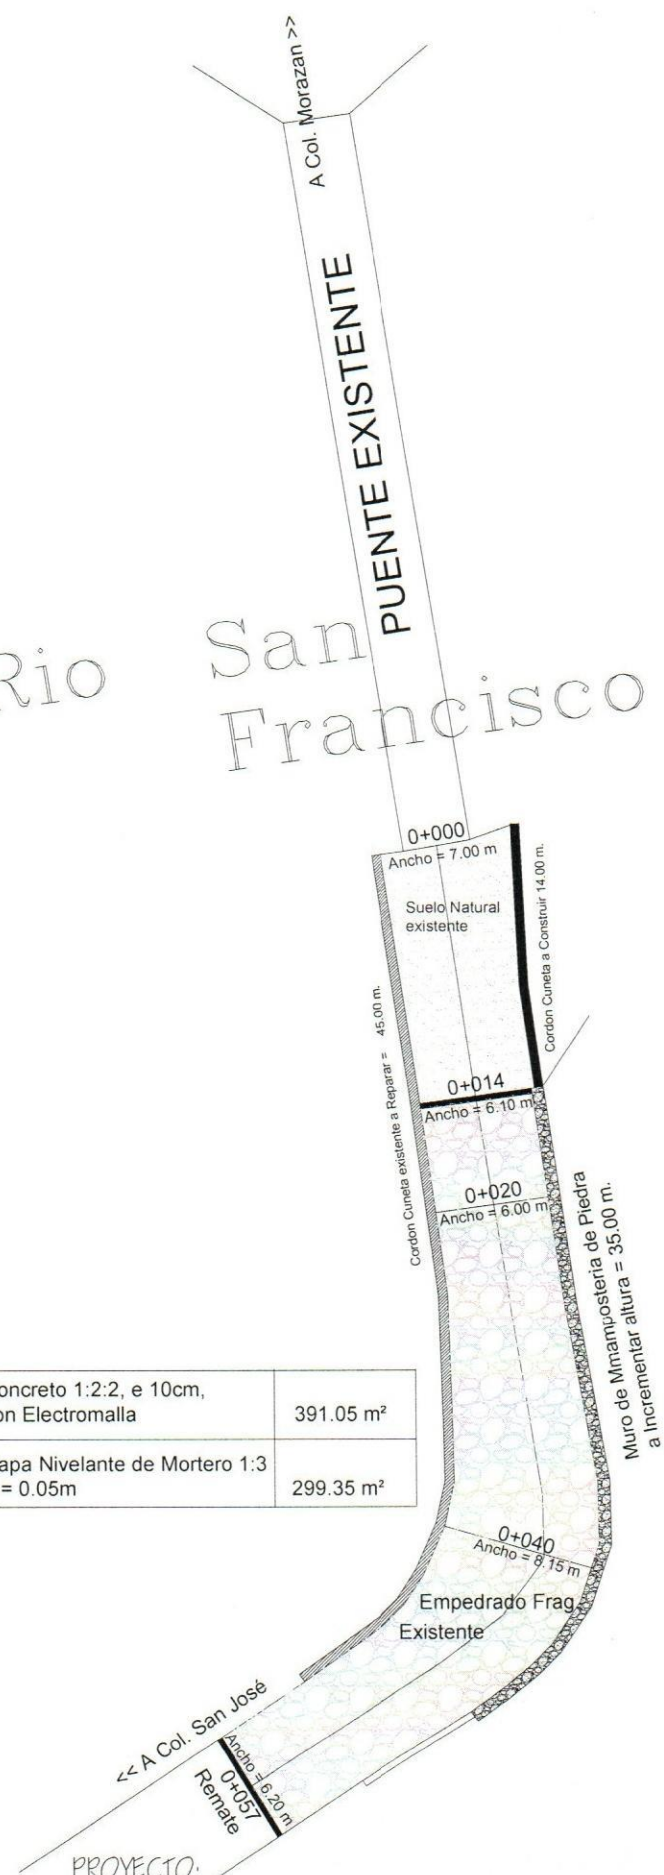 A Col. Morazan >>
PUENTE EXISTENTE
Rio San
Francisco
0+000
Ancho = 7.00 m
Suelo Natural
existente
Cordon Cuneta a Construir 14.00 m.
Cordon Cuneta existente a Reparar = 45.00 m.
0+014
Ancho = 6.10 m
0+020
Ancho = 6.00 m
Muro de Mmamposteria de Piedra
a Incrementar altura = 35.00 m.
oncreto 1:2:2, e 10cm,
on Electromalla
391.05 m²
apa Nivelante de Mortero 1:3
= 0.05m
299.35 m²
0+040
Ancho = 8.15 m
Empedrado Frag.
Existente
<< A Col. San José
Ancho = 6.20 m
0+057
Remate
PROYECTO: